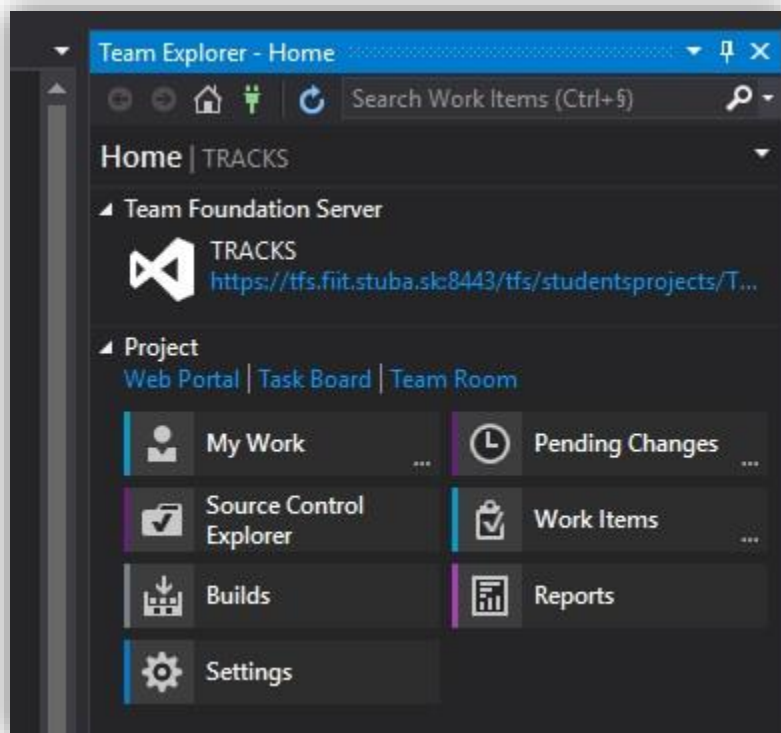 Team Explorer - Home
Search Work Items (Ctrl+§)
Home | TRACKS
Team Foundation Server
TRACKS
https://tfs.fiit.stuba.sk:8443/tfs/studentsprojects/T...
Project
Web Portal | Task Board | Team Room
My Work ...
Pending Changes ...
Source Control
Explorer
Work Items ...
Builds
Reports
Settings